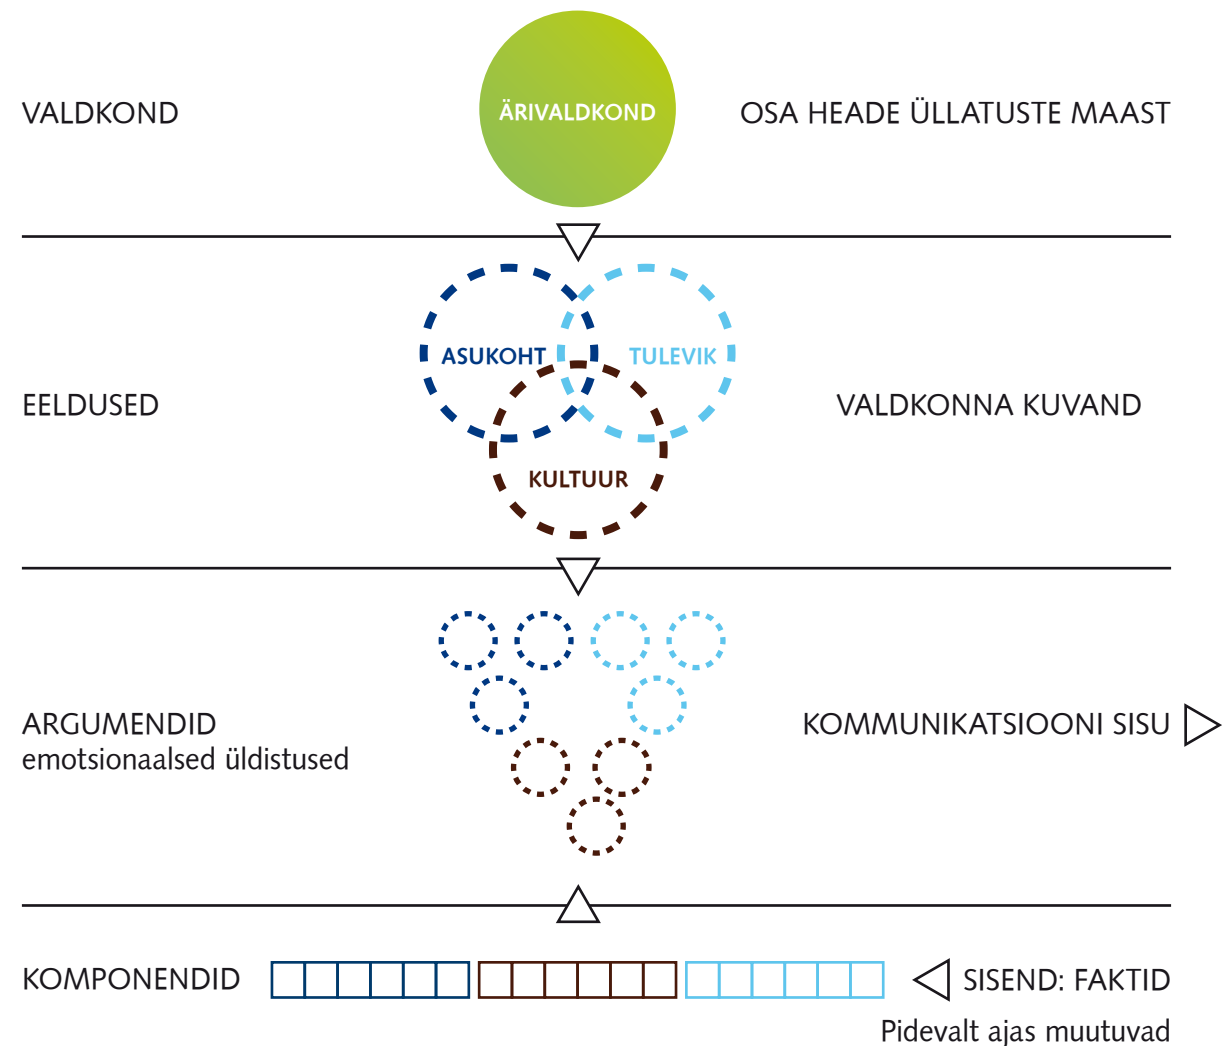 VALDKOND
ÄRIVALDKOND
OSA HEADE ÜLLATUSTE MAAST
ASUKOHT
TULEVIK
EELDUSED
VALDKONNA KUVAND
KULTUUR
ARGUMENDID
emotsionaalsed üldistused
KOMMUNIKATSIOONI SISU
KOMPONENDID
SISEND: FAKTID
Pidevalt ajas muutuvad